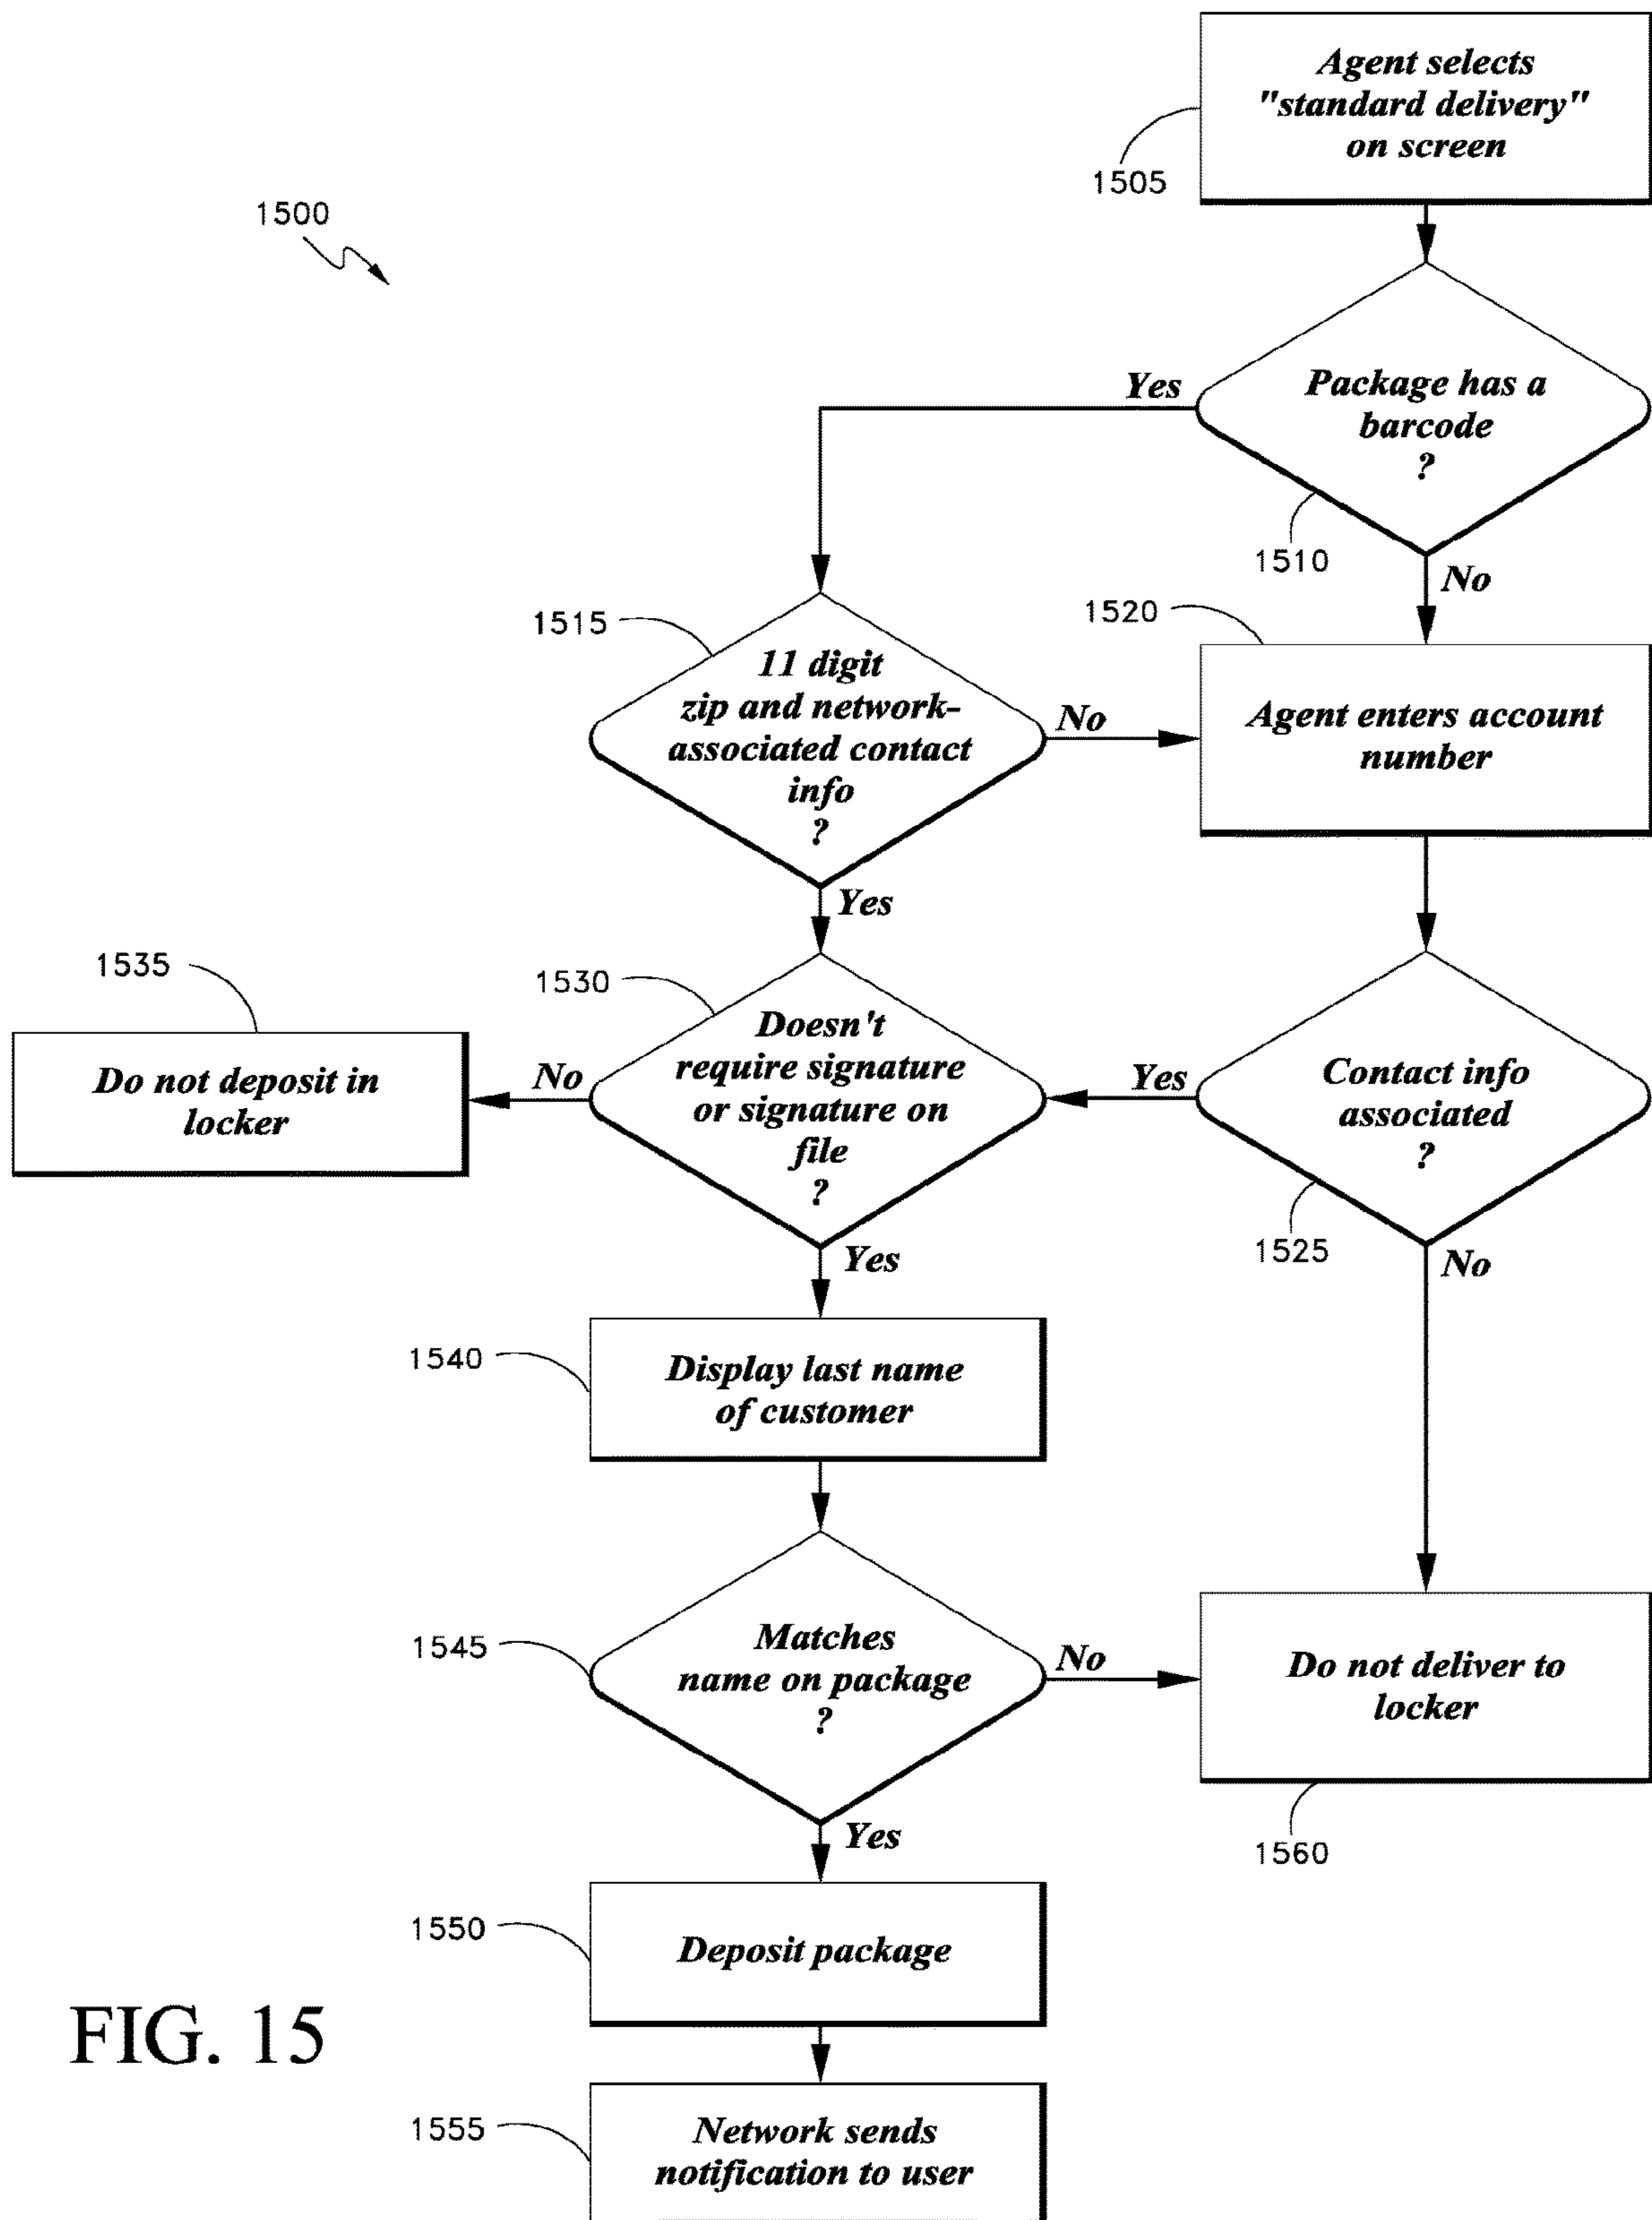 Agent selects
"standard delivery"
on screen
1505
1500
Yes
Package has a
barcode
?
1510
No
1515
1520
11 digit
zip and network-
associated contact
info
?
No
Agent enters account
number
Yes
1535
1530
Do not deposit in
locker
No
Doesn't
require signature
or signature on
file
?
Yes
Contact info
associated
?
1525
Yes
No
1540
Display last name
of customer
1545
Matches
name on package
?
No
Do not deliver to
locker
1560
Yes
1550
Deposit package
FIG. 15
1555
Network sends
notification to user